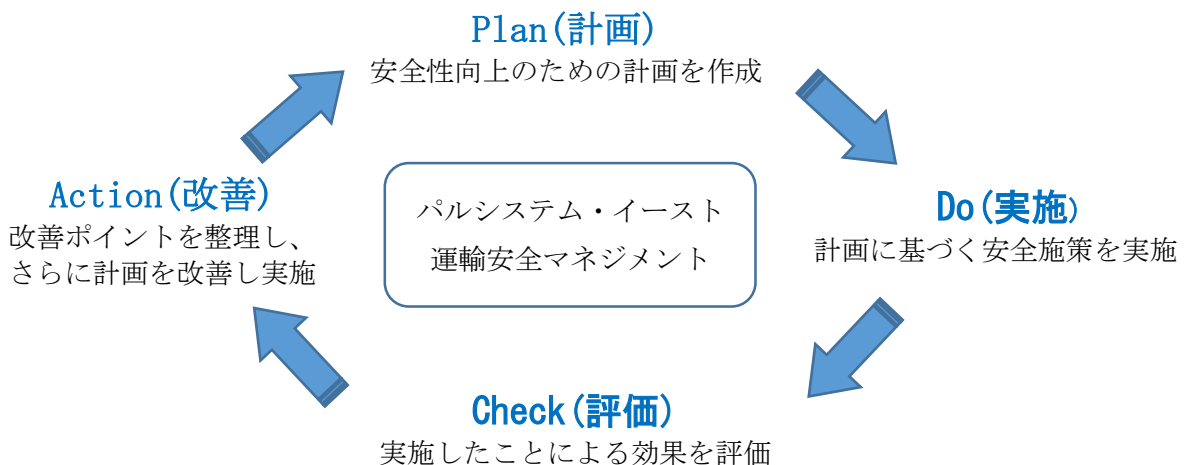 Plan(計画)
安全性向上のための計画を作成
Action(改善)
改善ポイントを整理し、
さらに計画を改善し実施
パルシステム・イースト
運輸安全マネジメント
Do(実施)
計画に基づく安全施策を実施
Check(評価)
実施したことによる効果を評価